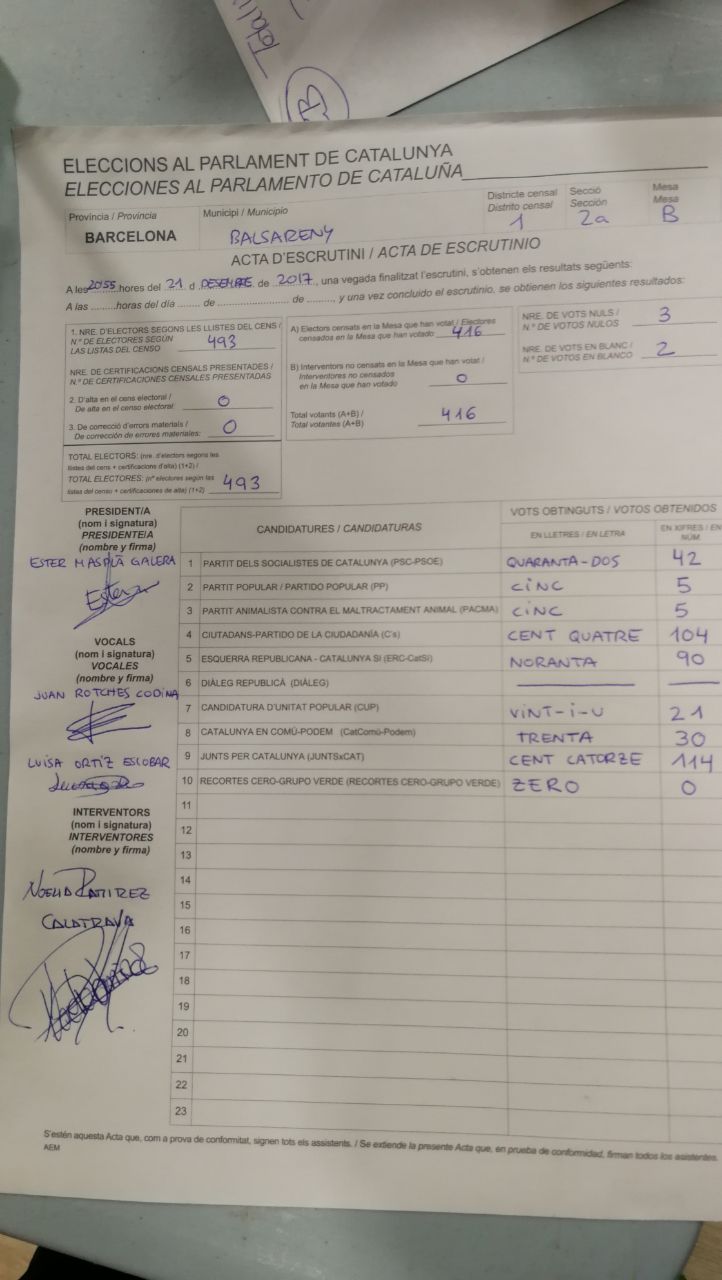 Total
ELECCIONS AL PARLAMENT DE CATALUNYA
ELECCIONES AL PARLAMENTO DE CATALUÑA
Província / Provincia
BARCELONA
Municipi / Municipio
BALSARENY
Districte censal
Distrito censal
1
Secció
Sección
2a
Mesa
Mesa
B
ACTA D'ESCRUTINI / ACTA DE ESCRUTINIO
A les 2055 hores del 21 d DESEMBRE de 2017, una vegada finalitzat l'escrutini, s'obtenen els resultats següents:
A las ........ horas del día ....... de ...................... de ........, y una vez concluido el escrutinio, se obtienen los siguientes resultados:
1. NRE. D'ELECTORS SEGONS LES LLISTES DEL CENS /
N.º DE ELECTORES SEGÚN
LAS LISTAS DEL CENSO 493
NRE. DE CERTIFICACIONS CENSALS PRESENTADES /
N.º DE CERTIFICACIONES CENSALES PRESENTADAS
2. D'alta en el cens electoral /
De alta en el censo electoral: 0
3. De correcció d'errors materials /
De corrección de errores materiales: 0
TOTAL ELECTORS: (nre. d'electors segons les
llistes del cens + certificacions d'alta) (1+2) /
TOTAL ELECTORES: (nº electores según las
listas del censo + certificaciones de alta) (1+2) 493
A) Electors censats en la Mesa que han votat / Electores
censados en la Mesa que han votado 416
B) Interventors no censats en la Mesa que han votat /
Interventores no censados
en la Mesa que han votado 0
Total votants (A+B) /
Total votantes (A+B) 416
NRE. DE VOTS NULS /
N.º DE VOTOS NULOS 3
NRE. DE VOTS EN BLANC /
N.º DE VOTOS EN BLANCO 2
PRESIDENT/A
(nom i signatura)
PRESIDENTE/A
(nombre y firma)
ESTER MASPLÀ GALERA
Ester
VOCALS
(nom i signatura)
VOCALES
(nombre y firma)
JUAN ROTCHES CODINA
LUISA ORTIZ ESCOBAR
INTERVENTORS
(nom i signatura)
INTERVENTORES
(nombre y firma)
NOELIA RAMIREZ
CALATRAVA
CANDIDATURES / CANDIDATURAS
VOTS OBTINGUTS / VOTOS OBTENIDOS
EN LLETRES / EN LETRA
EN XIFRES / EN
NÚM
1 PARTIT DELS SOCIALISTES DE CATALUNYA (PSC-PSOE) QUARANTA-DOS 42
2 PARTIT POPULAR / PARTIDO POPULAR (PP) CINC 5
3 PARTIT ANIMALISTA CONTRA EL MALTRACTAMENT ANIMAL (PACMA) CINC 5
4 CIUTADANS-PARTIDO DE LA CIUDADANÍA (C's) CENT QUATRE 104
5 ESQUERRA REPUBLICANA - CATALUNYA SÍ (ERC-CatSí) NORANTA 90
6 DIÀLEG REPUBLICÀ (DIÀLEG)
7 CANDIDATURA D'UNITAT POPULAR (CUP) VINT-I-U 21
8 CATALUNYA EN COMÚ-PODEM (CatComú-Podem) TRENTA 30
9 JUNTS PER CATALUNYA (JUNTSxCAT) CENT CATORZE 114
10 RECORTES CERO-GRUPO VERDE (RECORTES CERO-GRUPO VERDE) ZERO 0
11
12
13
14
15
16
17
18
19
20
21
22
23
S'estén aquesta Acta que, com a prova de conformitat, signen tots els assistents. / Se extiende la presente Acta que, en prueba de conformidad, firman todos los asistentes.
AEM